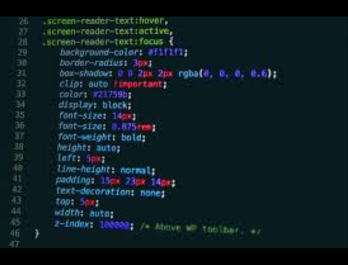 26 .screen-reader-text:hover,
27 .screen-reader-text:active,
28 .screen-reader-text:focus {
29 background-color: #f1f1f1;
30 border-radius: 3px;
31 box-shadow: 0 0 2px 2px rgba(0, 0, 0, 0.6);
32 clip: auto !important;
33 color: #21759b;
34 display: block;
35 font-size: 14px;
36 font-size: 0.875rem;
37 font-weight: bold;
38 height: auto;
39 left: 5px;
40 line-height: normal;
41 padding: 15px 23px 14px;
42 text-decoration: none;
43 top: 5px;
44 width: auto;
45 z-index: 100000; /* Above WP toolbar. */
46 }
47